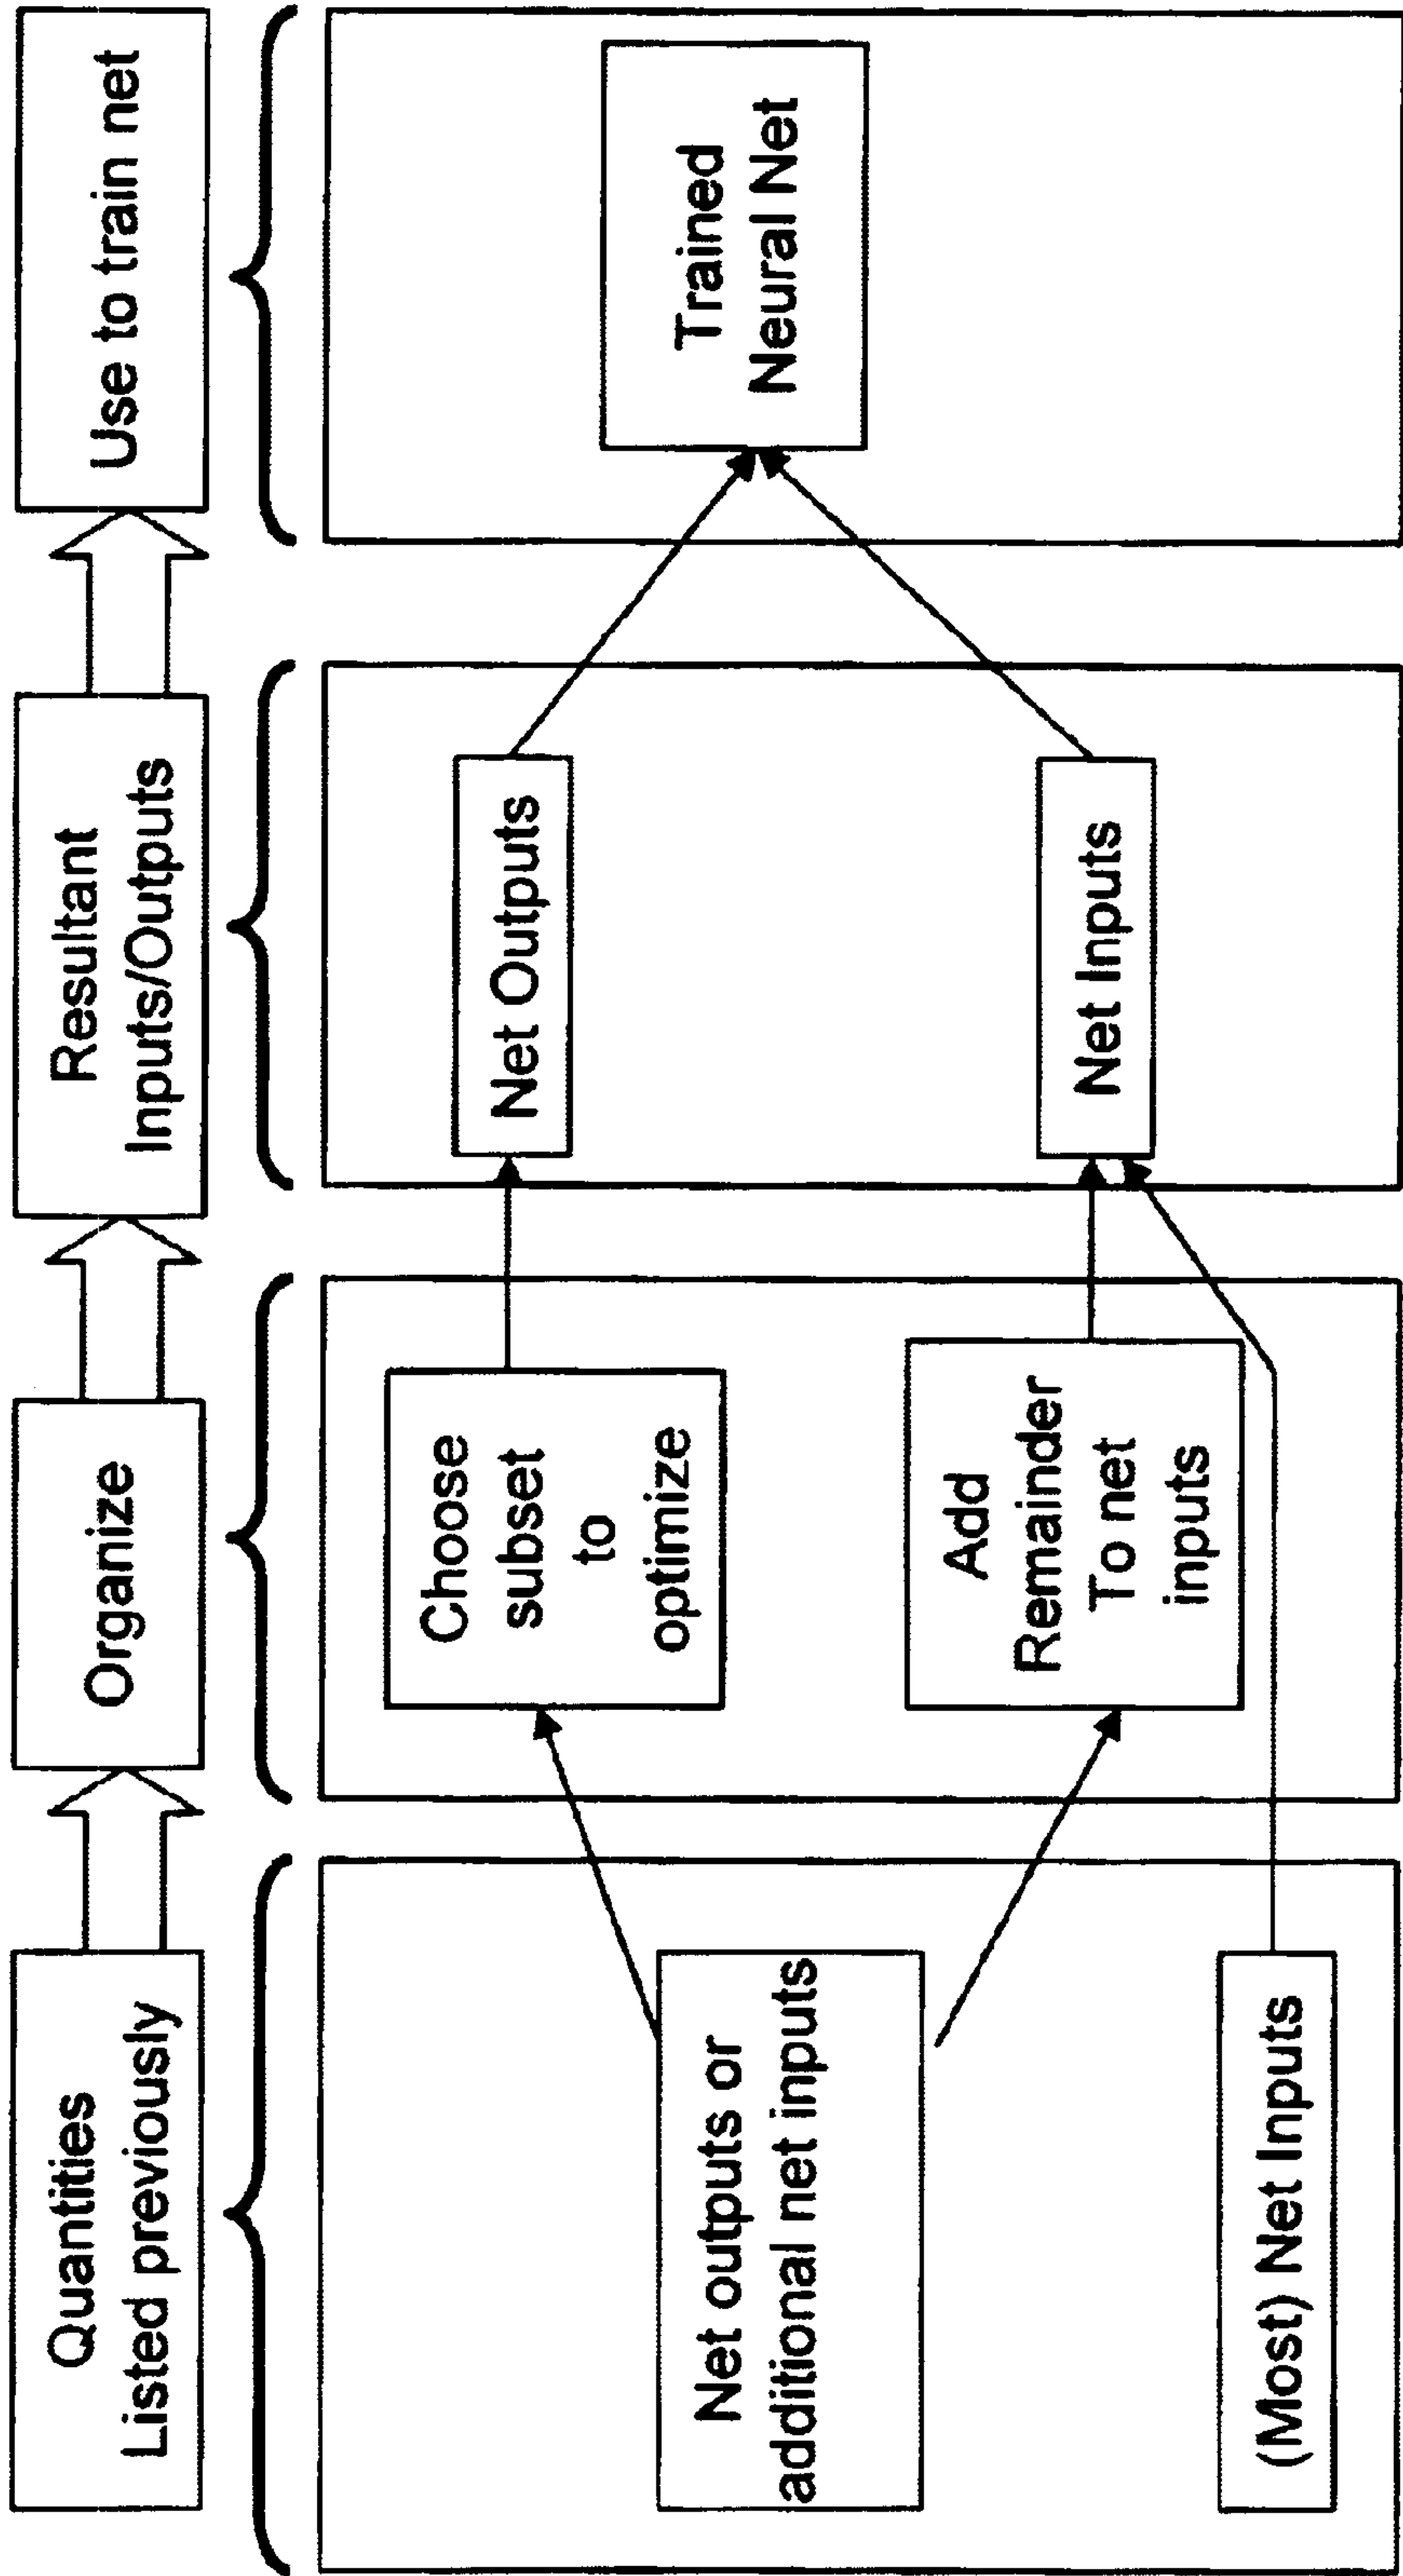 Quantities
Listed previously
Organize
Resultant
Inputs/Outputs
Use to train net
Net outputs or
additional net inputs
(Most) Net Inputs
Choose
subset
to
optimize
Add
Remainder
To net
inputs
Net Outputs
Net Inputs
Trained
Neural Net